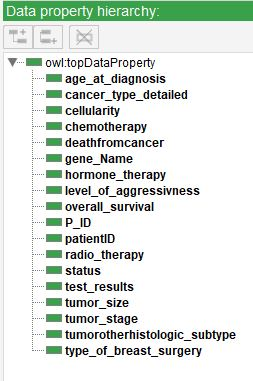 Data property hierarchy:
owl:topDataProperty
age_at_diagnosis
cancer_type_detailed
cellularity
chemotherapy
deathfromcancer
gene_Name
hormone_therapy
level_of_aggressivness
overall_survival
P_ID
patientID
radio_therapy
status
test_results
tumor_size
tumor_stage
tumorotherhistologic_subtype
type_of_breast_surgery